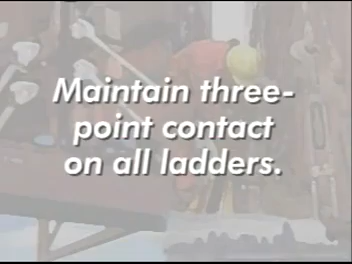 Maintain three-
point contact
on all ladders.